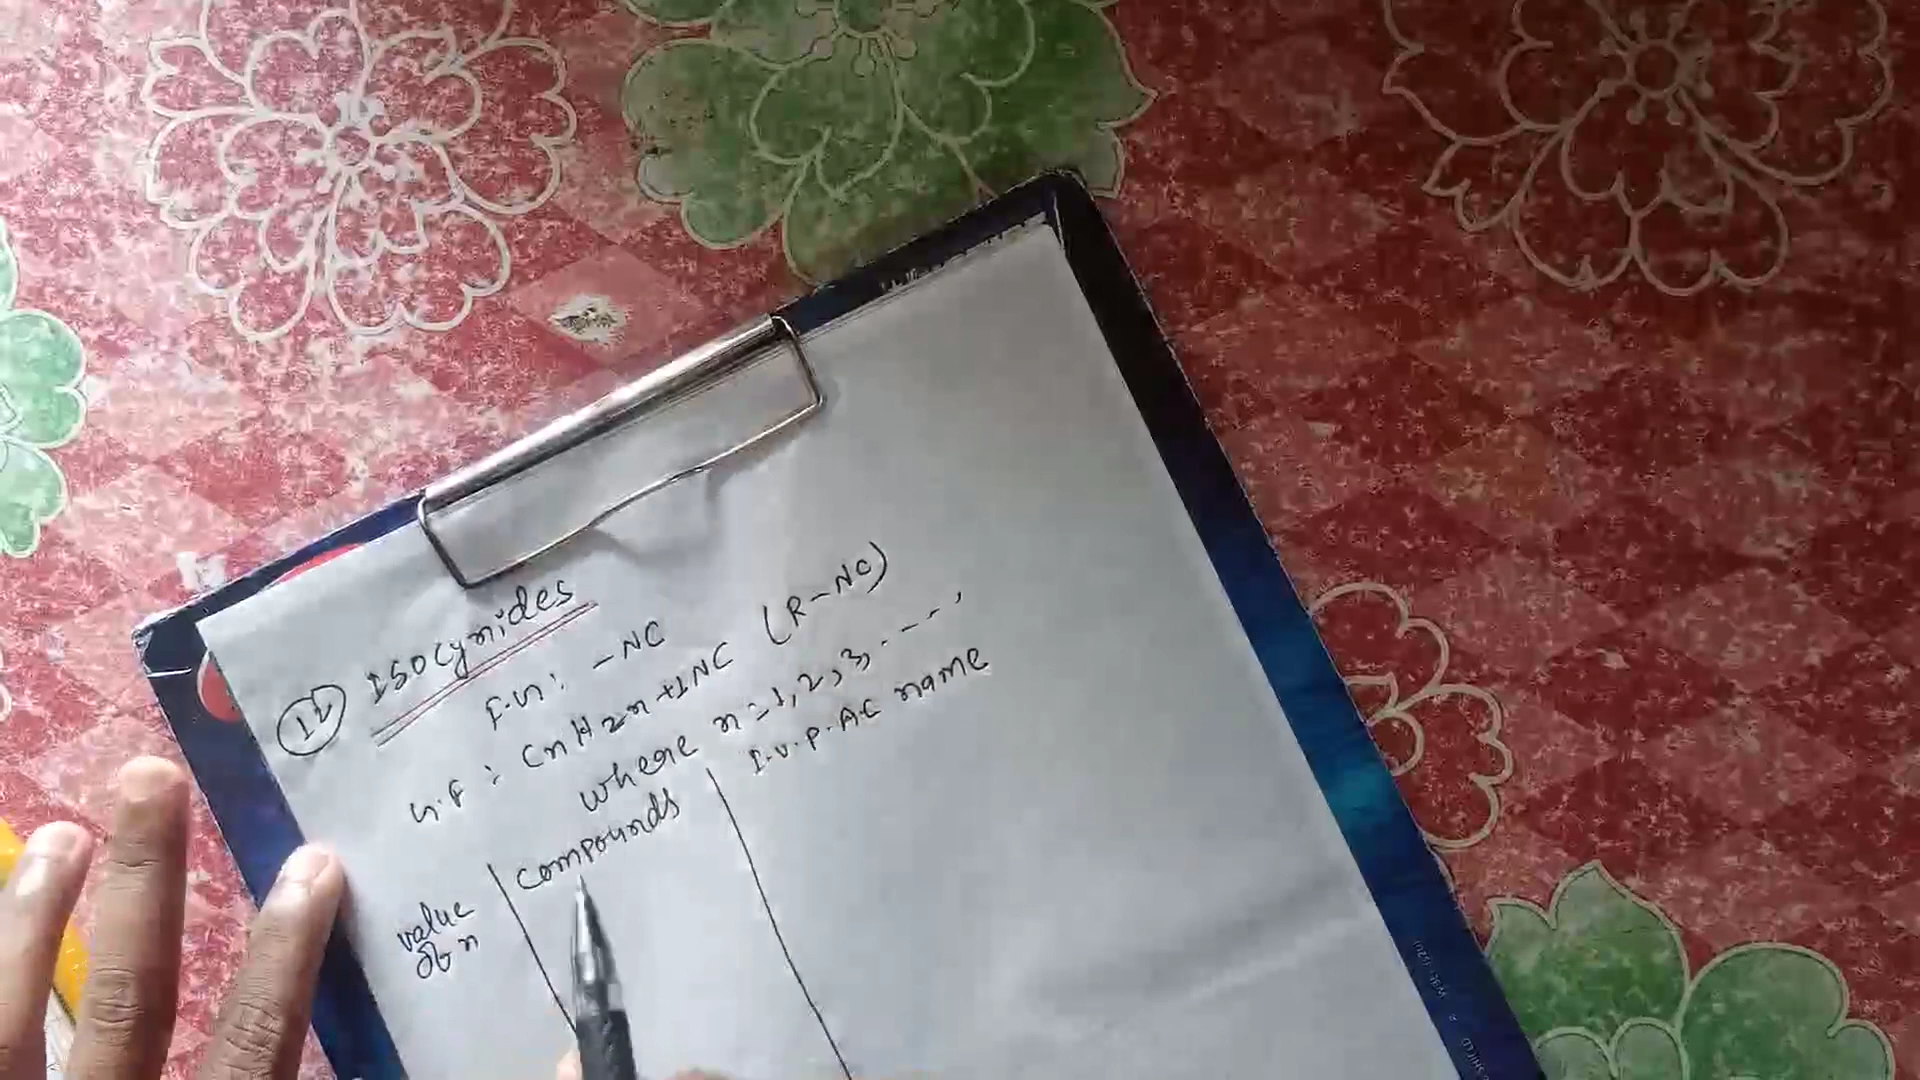 11 Isocynides
F.G: -NC
G.F : CnH2n+1NC (R-NC)
where n=1,2,3,----,
value of n | compounds | I.U.P.A.C name